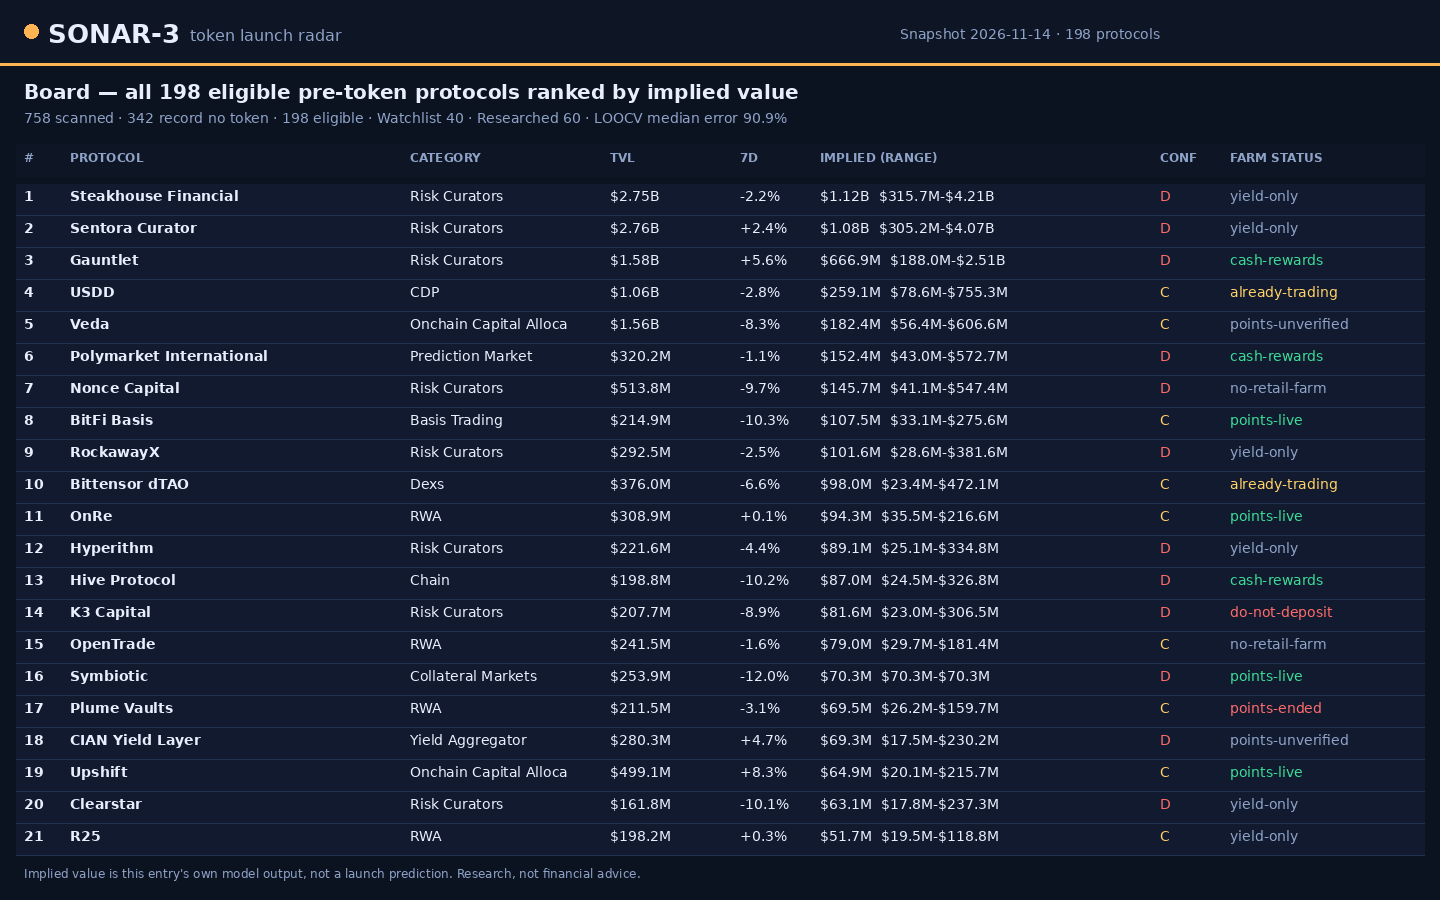 SONAR-3 token launch radar Snapshot 2026-11-14 · 198 protocols
Board — all 198 eligible pre-token protocols ranked by implied value
758 scanned · 342 record no token · 198 eligible · Watchlist 40 · Researched 60 · LOOCV median error 90.9%
# PROTOCOL CATEGORY TVL 7D IMPLIED (RANGE) CONF FARM STATUS
1 Steakhouse Financial Risk Curators $2.75B -2.2% $1.12B $315.7M-$4.21B D yield-only
2 Sentora Curator Risk Curators $2.76B +2.4% $1.08B $305.2M-$4.07B D yield-only
3 Gauntlet Risk Curators $1.58B +5.6% $666.9M $188.0M-$2.51B D cash-rewards
4 USDD CDP $1.06B -2.8% $259.1M $78.6M-$755.3M C already-trading
5 Veda Onchain Capital Alloca $1.56B -8.3% $182.4M $56.4M-$606.6M C points-unverified
6 Polymarket International Prediction Market $320.2M -1.1% $152.4M $43.0M-$572.7M D cash-rewards
7 Nonce Capital Risk Curators $513.8M -9.7% $145.7M $41.1M-$547.4M D no-retail-farm
8 BitFi Basis Basis Trading $214.9M -10.3% $107.5M $33.1M-$275.6M C points-live
9 RockawayX Risk Curators $292.5M -2.5% $101.6M $28.6M-$381.6M D yield-only
10 Bittensor dTAO Dexs $376.0M -6.6% $98.0M $23.4M-$472.1M C already-trading
11 OnRe RWA $308.9M +0.1% $94.3M $35.5M-$216.6M C points-live
12 Hyperithm Risk Curators $221.6M -4.4% $89.1M $25.1M-$334.8M D yield-only
13 Hive Protocol Chain $198.8M -10.2% $87.0M $24.5M-$326.8M D cash-rewards
14 K3 Capital Risk Curators $207.7M -8.9% $81.6M $23.0M-$306.5M D do-not-deposit
15 OpenTrade RWA $241.5M -1.6% $79.0M $29.7M-$181.4M C no-retail-farm
16 Symbiotic Collateral Markets $253.9M -12.0% $70.3M $70.3M-$70.3M D points-live
17 Plume Vaults RWA $211.5M -3.1% $69.5M $26.2M-$159.7M C points-ended
18 CIAN Yield Layer Yield Aggregator $280.3M +4.7% $69.3M $17.5M-$230.2M D points-unverified
19 Upshift Onchain Capital Alloca $499.1M +8.3% $64.9M $20.1M-$215.7M C points-live
20 Clearstar Risk Curators $161.8M -10.1% $63.1M $17.8M-$237.3M D yield-only
21 R25 RWA $198.2M +0.3% $51.7M $19.5M-$118.8M C yield-only
Implied value is this entry's own model output, not a launch prediction. Research, not financial advice.